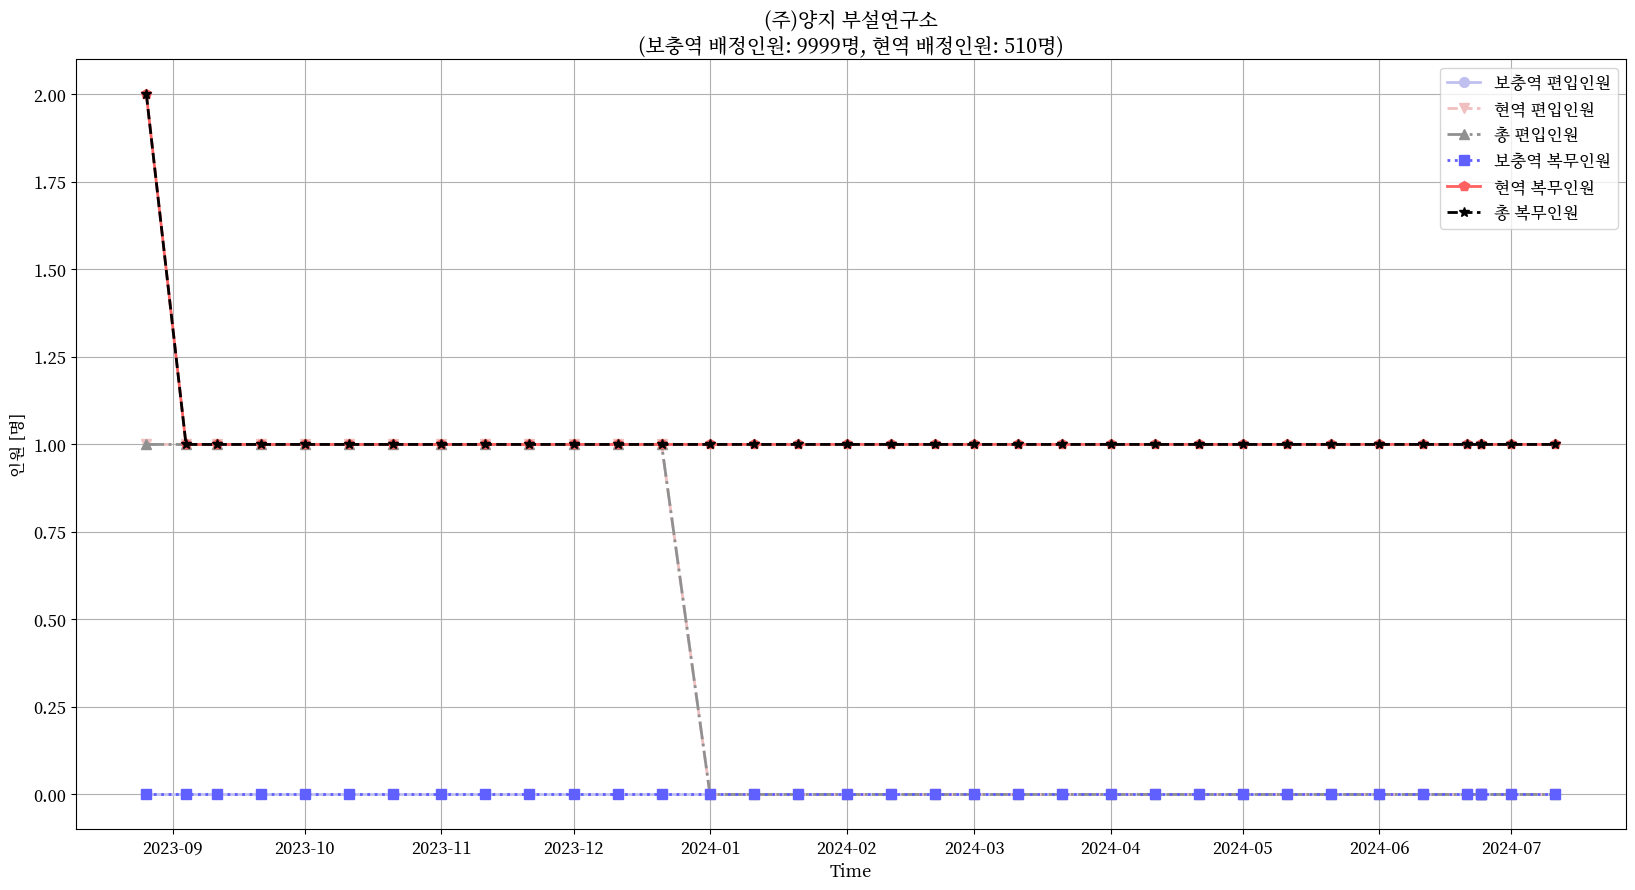 (주)양지 부설연구소
(보충역 배정인원: 9999명, 현역 배정인원: 510명)
보충역 편입인원
현역 편입인원
총 편입인원
보충역 복무인원
현역 복무인원
총 복무인원
인원 [명]
2.00
1.75
1.50
1.25
1.00
0.75
0.50
0.25
0.00
2023-09 2023-10 2023-11 2023-12 2024-01 2024-02 2024-03 2024-04 2024-05 2024-06 2024-07
Time